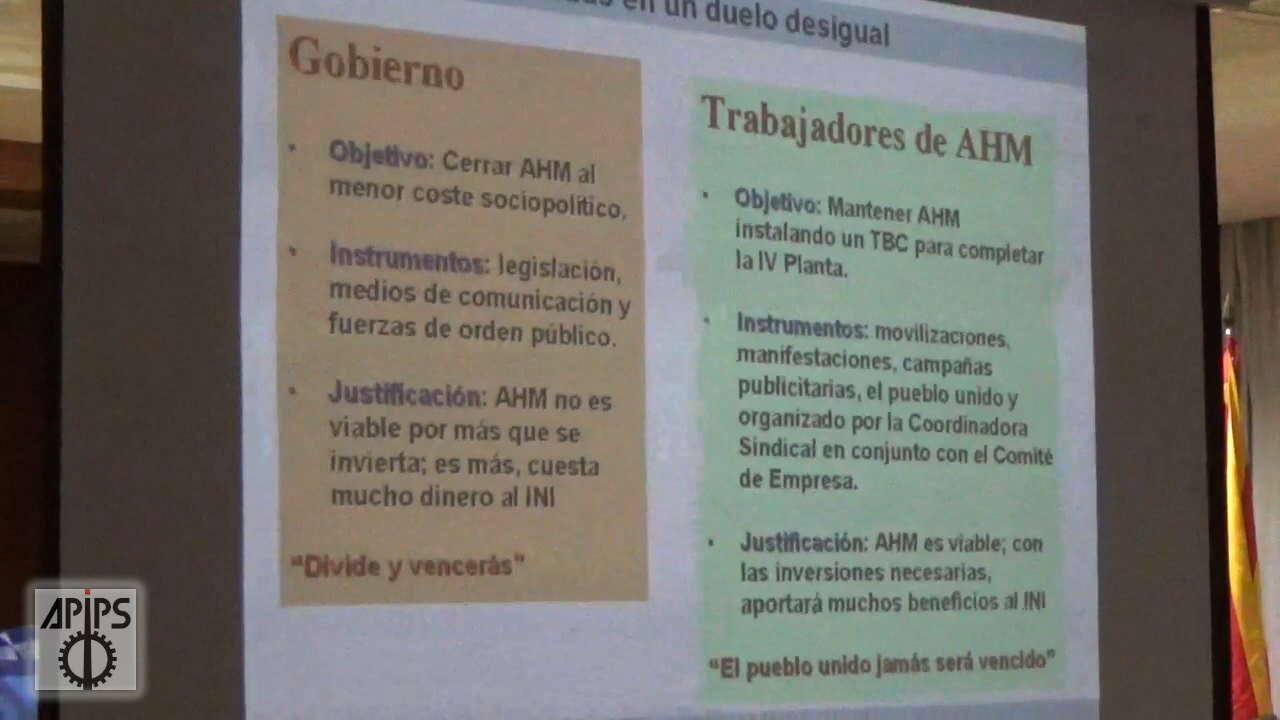 en un duelo desigual
Gobierno
• Objetivo: Cerrar AHM al
menor coste sociopolítico.
• Instrumentos: legislación,
medios de comunicación y
fuerzas de orden público.
• Justificación: AHM no es
viable por más que se
invierta; es más, cuesta
mucho dinero al INI
“Divide y vencerás”
Trabajadores de AHM
• Objetivo: Mantener AHM
instalando un TBC para completar
la IV Planta.
• Instrumentos: movilizaciones,
manifestaciones, campañas
publicitarias, el pueblo unido y
organizado por la Coordinadora
Sindical en conjunto con el Comité
de Empresa.
• Justificación: AHM es viable; con
las inversiones necesarias,
aportará muchos beneficios al INI
“El pueblo unido jamás será vencido”
APIPS